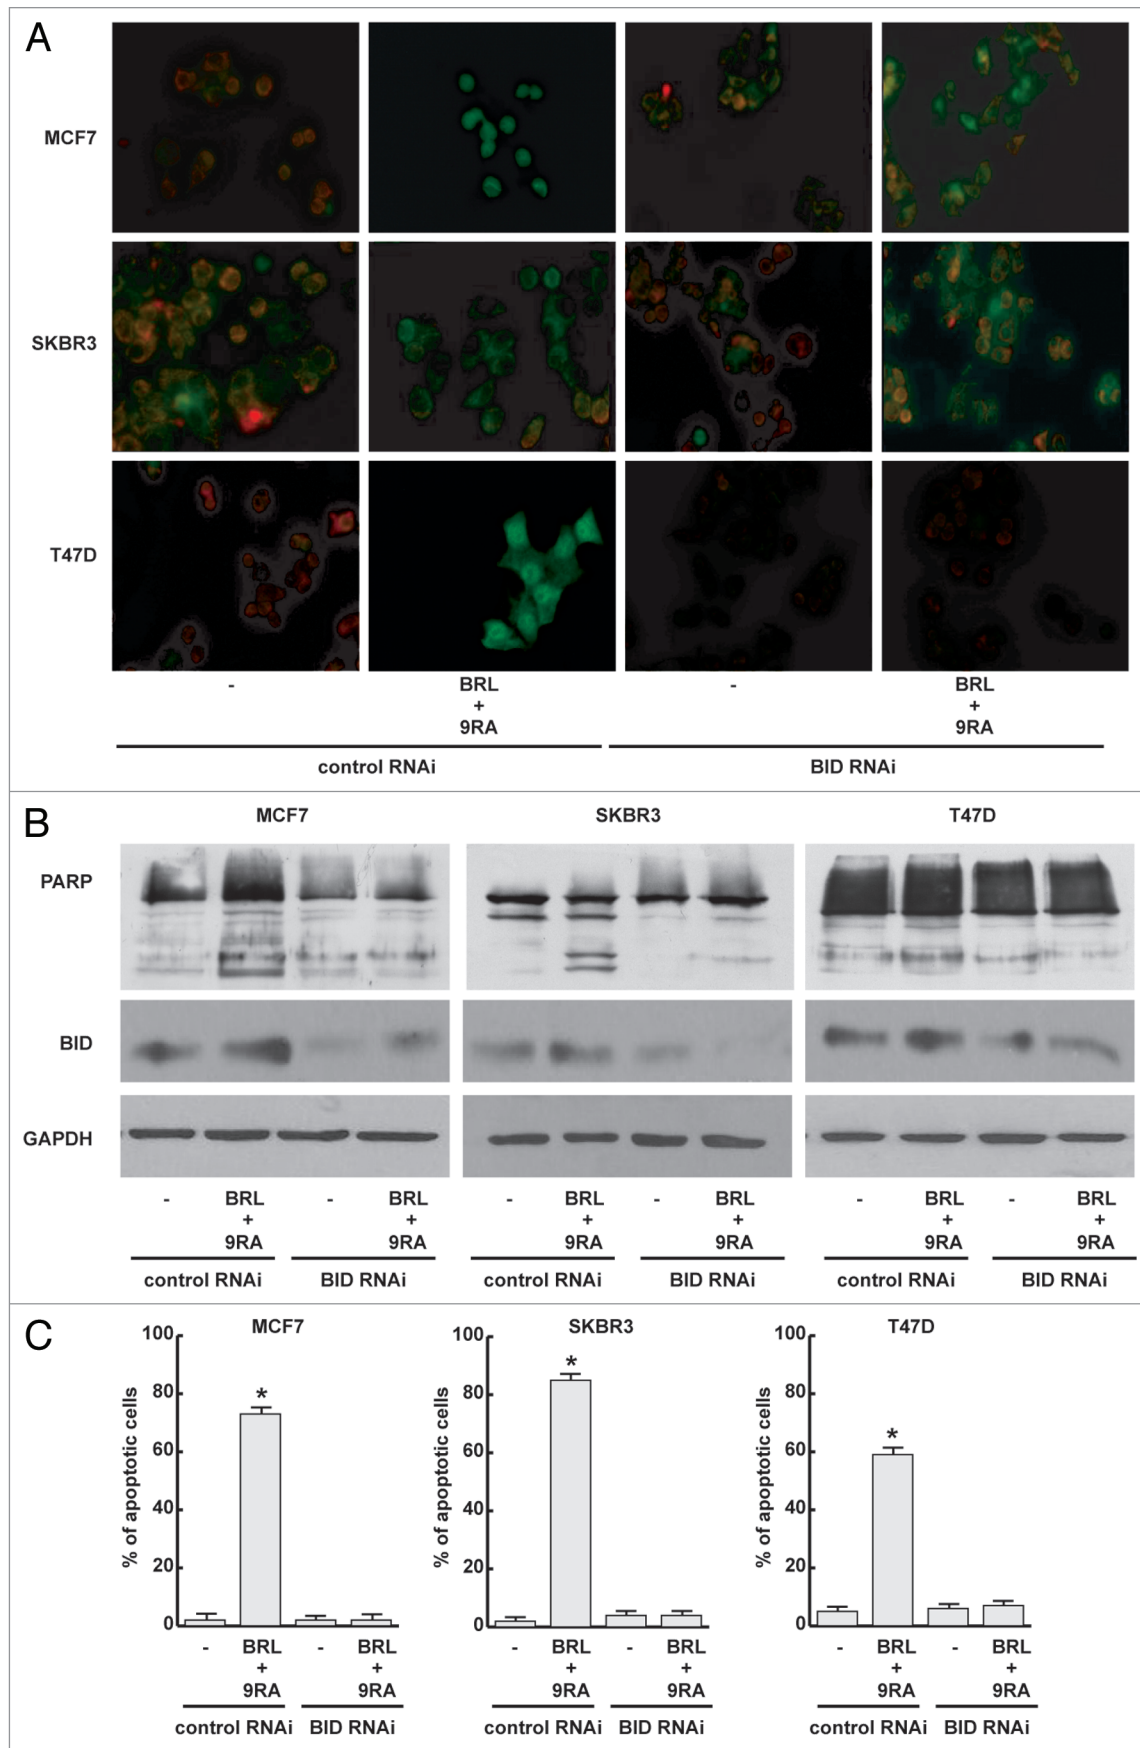 A
MCF7
SKBR3
T47D
- BRL - BRL
+ +
9RA 9RA
control RNAi BID RNAi
B
MCF7 SKBR3 T47D
PARP
BID
GAPDH
- BRL - BRL - BRL - BRL - BRL - BRL
+ + + + + +
9RA 9RA 9RA 9RA 9RA 9RA
control RNAi BID RNAi control RNAi BID RNAi control RNAi BID RNAi
C
MCF7
% of apoptotic cells
100
80
60
40
20
0
*
- BRL - BRL
+ +
9RA 9RA
control RNAi BID RNAi
SKBR3
% of apoptotic cells
100
80
60
40
20
0
*
- BRL - BRL
+ +
9RA 9RA
control RNAi BID RNAi
T47D
% of apoptotic cells
100
80
60
40
20
0
*
- BRL - BRL
+ +
9RA 9RA
control RNAi BID RNAi